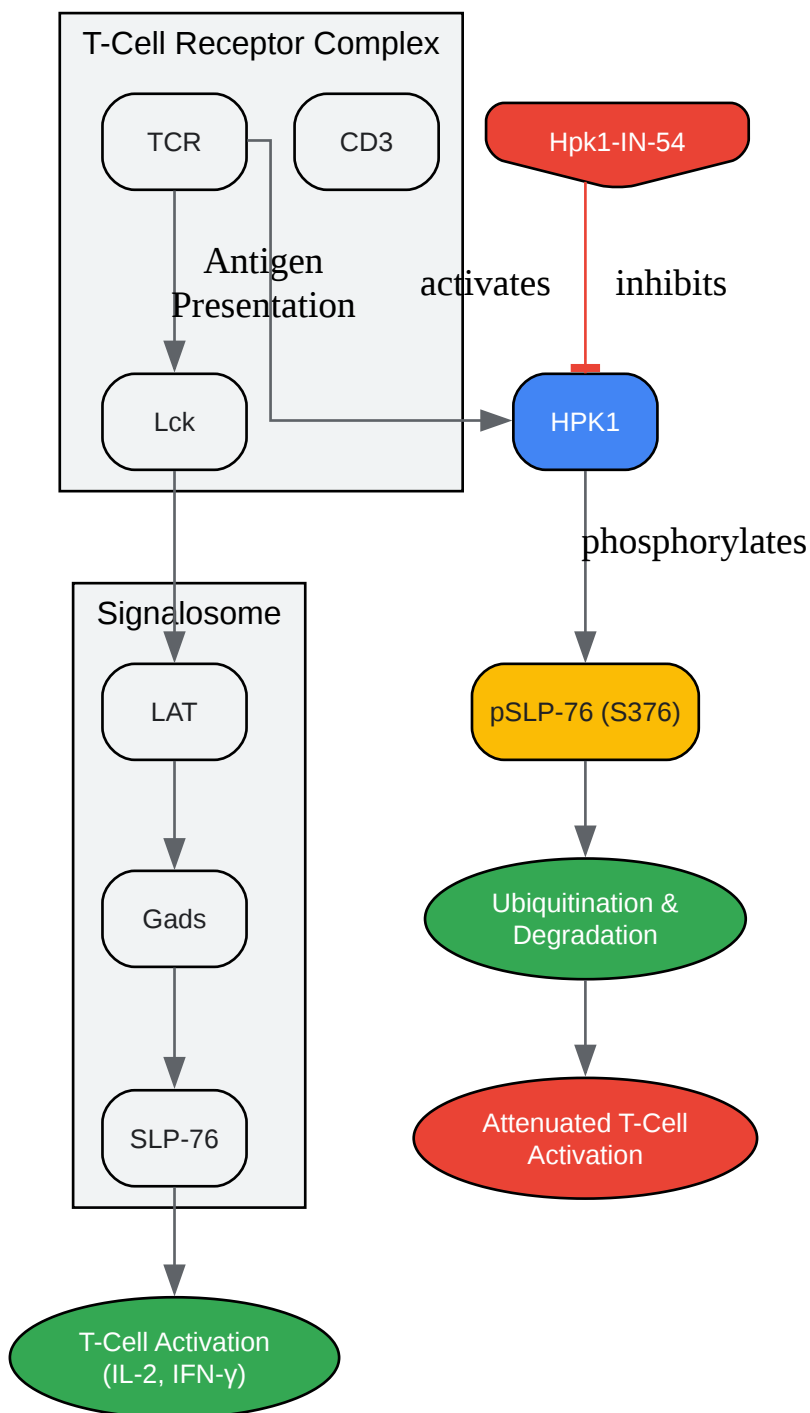 T-Cell Receptor Complex
TCR
CD3
Hpk1-IN-54
Antigen
Presentation
activates
inhibits
Lck
HPK1
phosphorylates
Signalosome
LAT
pSLP-76 (S376)
Gads
Ubiquitination &
Degradation
SLP-76
Attenuated T-Cell
Activation
T-Cell Activation
(IL-2, IFN-γ)